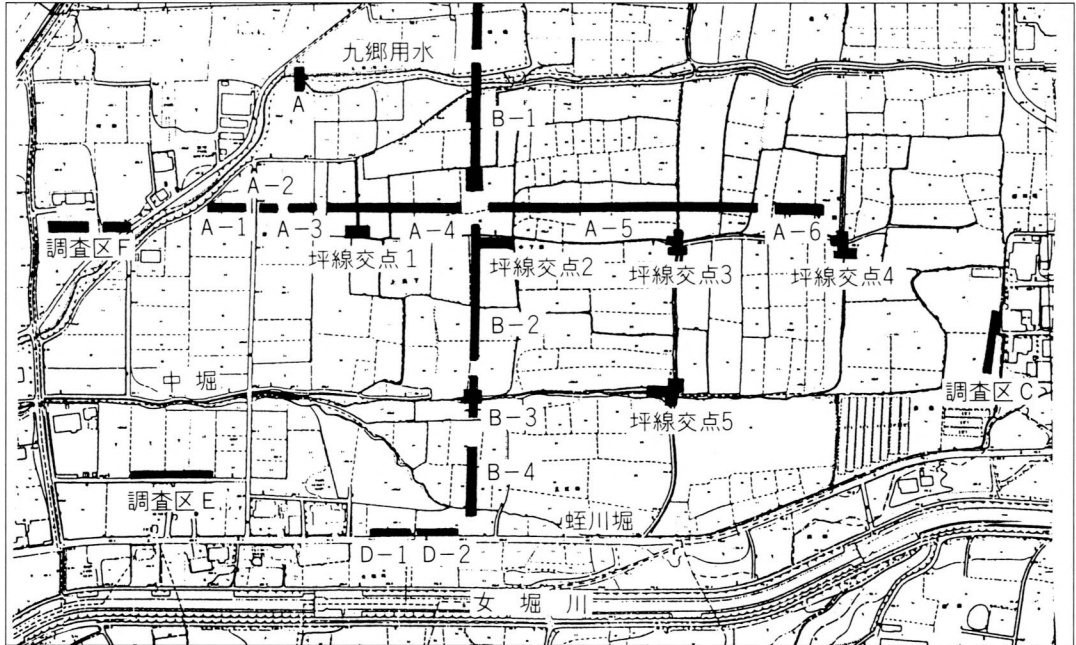 九郷用水
A
B-1
A-2
A-1
A-3
A-4
A-5
A-6
調査区F
坪線交点1
坪線交点2
坪線交点3
坪線交点4
B-2
中堀
調査区C
B-3
坪線交点5
B-4
調査区E
蛭川堀
D-1
D-2
女堀川